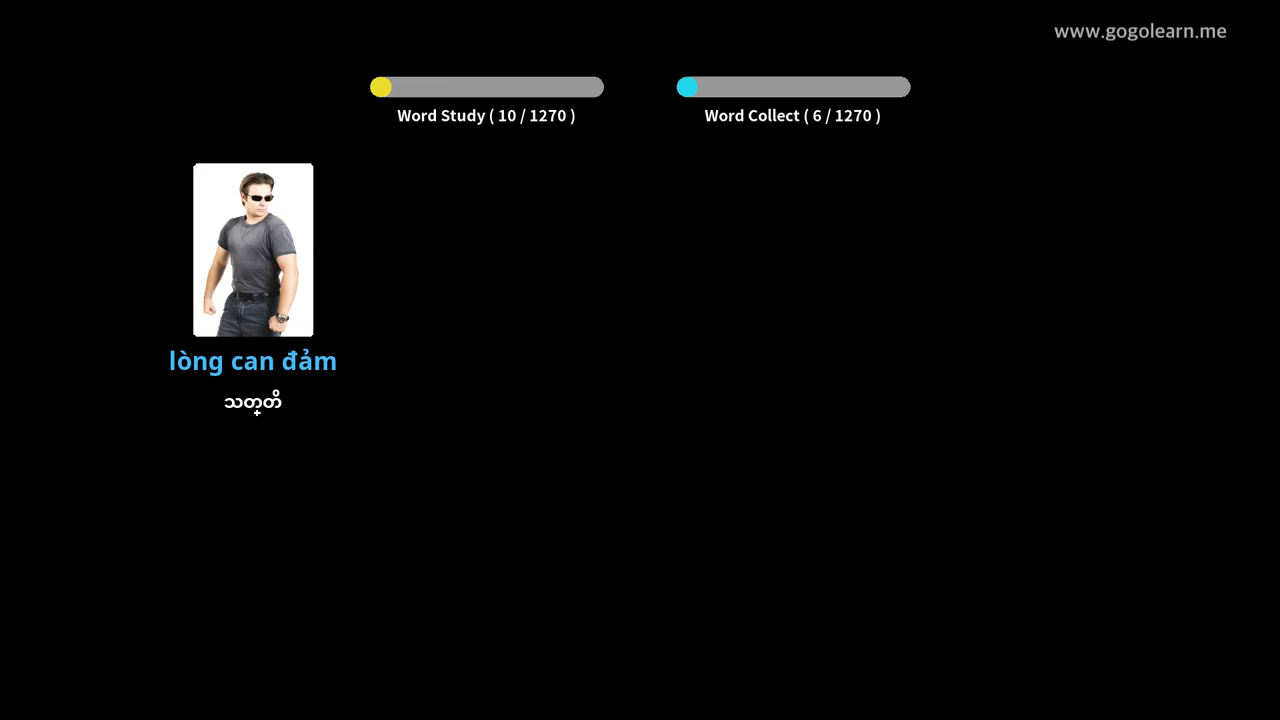 www.gogolearn.me
Word Study ( 10 / 1270 )
Word Collect ( 6 / 1270 )
lòng can đảm
သတ္တိ